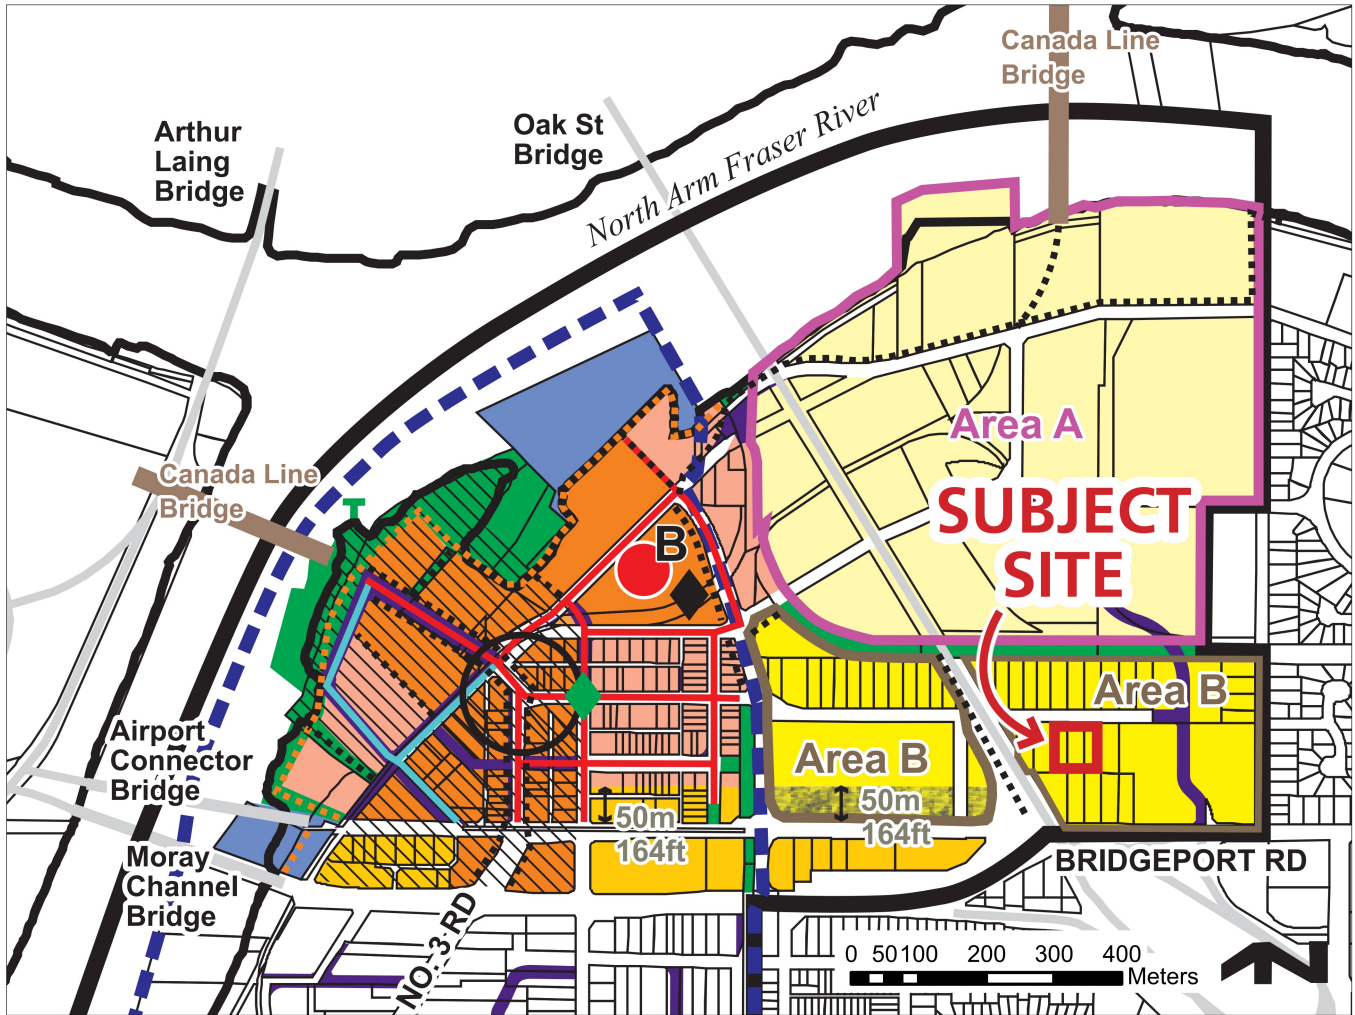 Canada Line
Bridge
Arthur
Laing
Bridge
Oak St
Bridge
North Arm Fraser River
Area A
Canada Line
Bridge
T
SUBJECT
SITE
B
Area B
Airport
Connector
Bridge
Area B
50m
164ft
50m
164ft
Moray
Channel
Bridge
BRIDGEPORT RD
NO. 3 RD
0 50 100 200 300 400
Meters